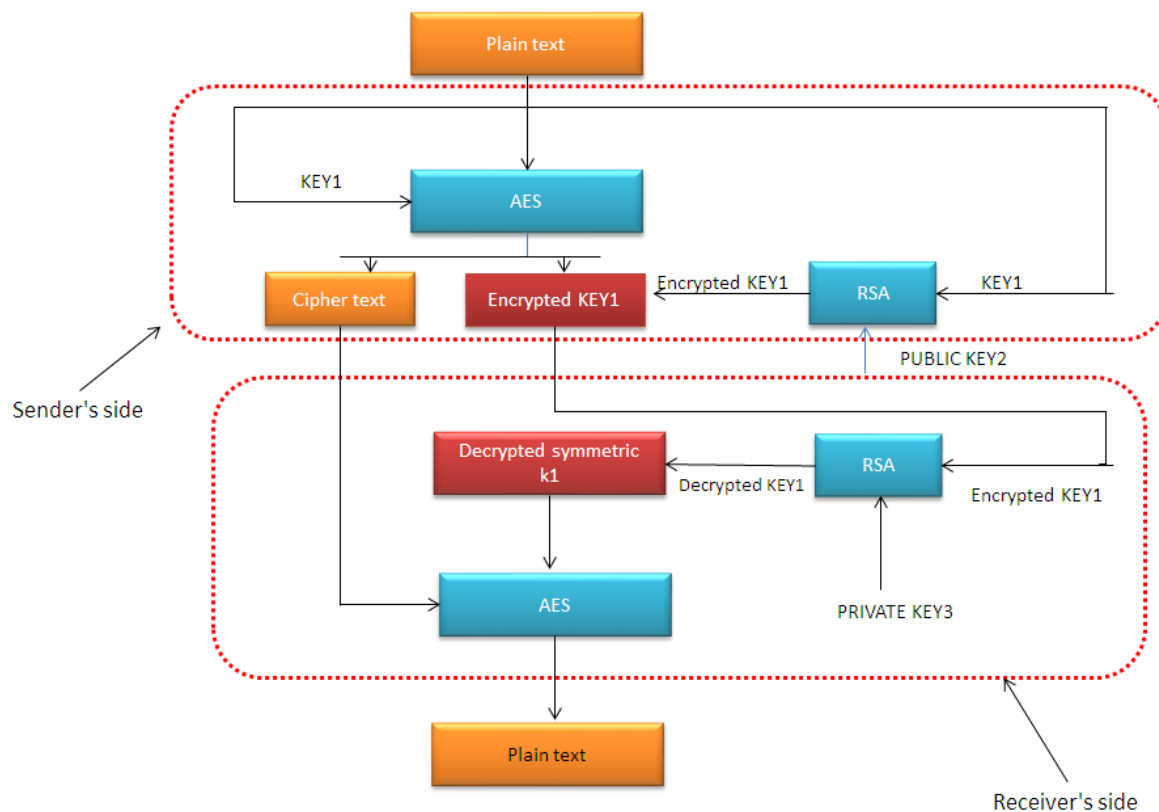 Plain text
KEY1
AES
Cipher text
Encrypted KEY1
Encrypted KEY1
RSA
KEY1
PUBLIC KEY2
Sender's side
Decrypted symmetric
k1
Decrypted KEY1
RSA
Encrypted KEY1
AES
PRIVATE KEY3
Plain text
Receiver's side